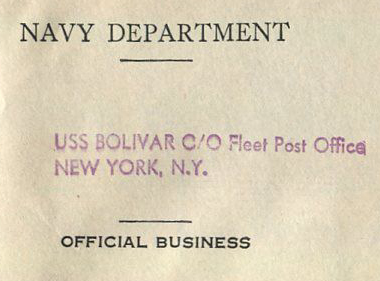 NAVY DEPARTMENT
USS BOLIVAR C/O Fleet Post Office
NEW YORK, N.Y.
OFFICIAL BUSINESS